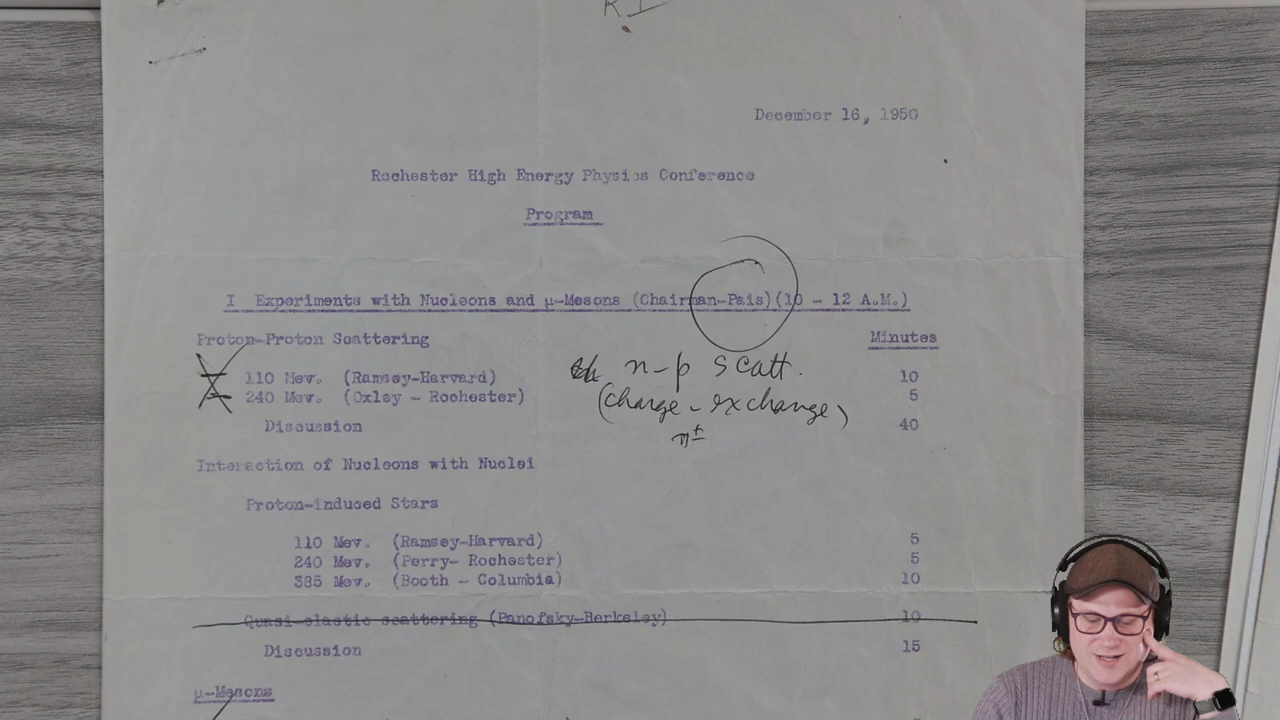 R I
December 16, 1950
Rochester High Energy Physics Conference
Program
I Experiments with Nucleons and μ-Mesons (Chairman-Pais)(10 - 12 A.M.)
Proton-Proton Scattering Minutes
110 Mev. (Ramsey-Harvard) 10
240 Mev. (Oxley - Rochester) 5
n-p scatt.
(charge-exchange)
Discussion 40
Interaction of Nucleons with Nuclei
Proton-induced Stars
110 Mev. (Ramsey-Harvard) 5
240 Mev. (Perry- Rochester) 5
385 Mev. (Booth - Columbia) 10
Quasi-elastic scattering (Panofsky-Berkeley) 10
Discussion 15
μ-Mesons